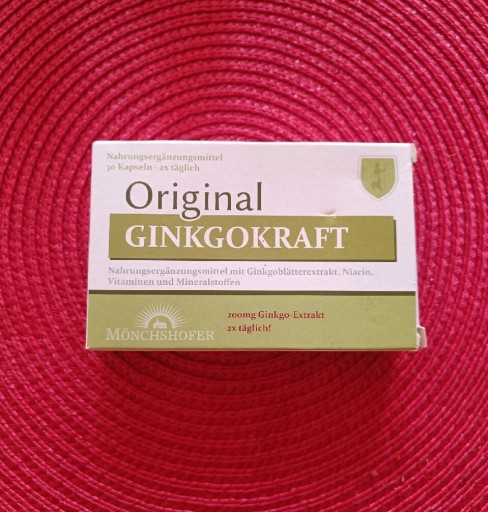 Nahrungsergänzungsmittel
30 Kapseln - 2x täglich
Original
GINKGOKRAFT
Nahrungsergänzungsmittel mit Ginkgoblätterextrakt, Niacin,
Vitaminen und Mineralstoffen
MÖNCHSHOFER
200mg Ginkgo-Extrakt
2x täglich!